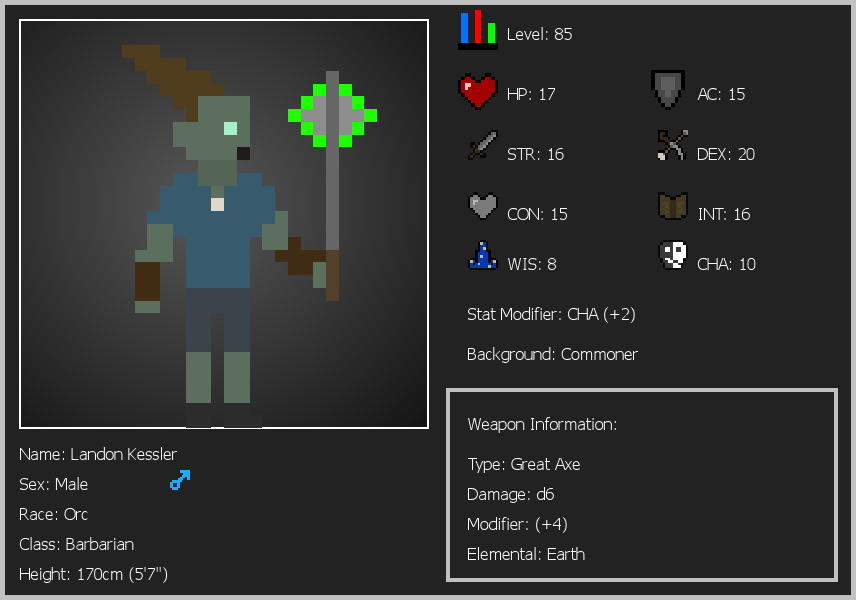 Level: 85
HP: 17
AC: 15
STR: 16
DEX: 20
CON: 15
INT: 16
WIS: 8
CHA: 10
Stat Modifier: CHA (+2)
Background: Commoner
Weapon Information:
Type: Great Axe
Damage: d6
Modifier: (+4)
Elemental: Earth
Name: Landon Kessler
Sex: Male
Race: Orc
Class: Barbarian
Height: 170cm (5'7")